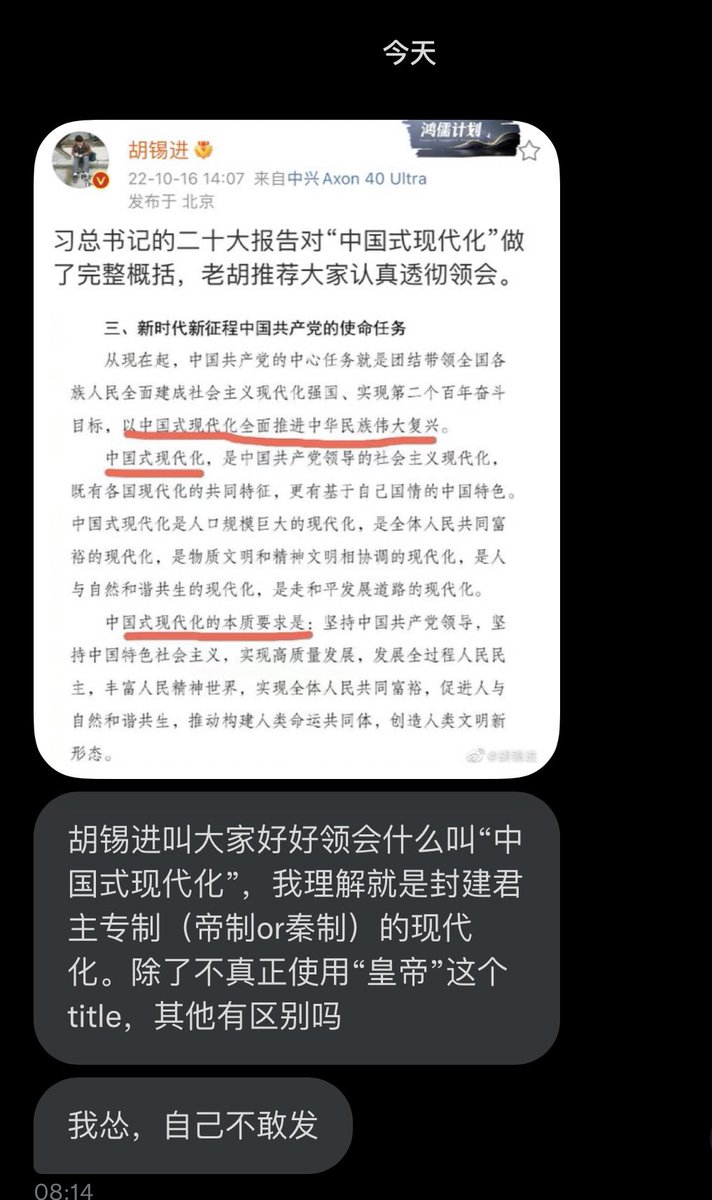 今天
胡锡进
鸿儒计划
22-10-16 14:07 来自中兴Axon 40 Ultra
发布于 北京
习总书记的二十大报告对“中国式现代化”做
了完整概括，老胡推荐大家认真透彻领会。
三、新时代新征程中国共产党的使命任务
从现在起，中国共产党的中心任务就是团结带领全国各
族人民全面建成社会主义现代化强国、实现第二个百年奋斗
目标，以中国式现代化全面推进中华民族伟大复兴。
中国式现代化，是中国共产党领导的社会主义现代化，
既有各国现代化的共同特征，更有基于自己国情的中国特色。
中国式现代化是人口规模巨大的现代化，是全体人民共同富
裕的现代化，是物质文明和精神文明相协调的现代化，是人
与自然和谐共生的现代化，是走和平发展道路的现代化。
中国式现代化的本质要求是：坚持中国共产党领导，坚
持中国特色社会主义，实现高质量发展，发展全过程人民民
主，丰富人民精神世界，实现全体人民共同富裕，促进人与
自然和谐共生，推动构建人类命运共同体，创造人类文明新
形态。
@胡锡进
胡锡进叫大家好好领会什么叫“中
国式现代化”，我理解就是封建君
主专制（帝制or秦制）的现代
化。除了不真正使用“皇帝”这个
title，其他有区别吗
我怂，自己不敢发
08:14